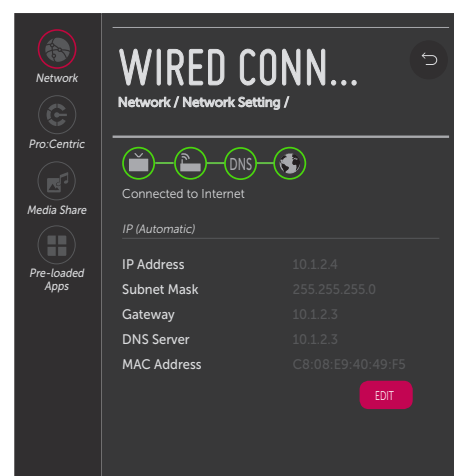 Network
Pro:Centric
Media Share
Pre-loaded
Apps
WIRED CONN...
Network / Network Setting /
DNS
Connected to Internet
IP (Automatic)
IP Address 10.1.2.4
Subnet Mask 255.255.255.0
Gateway 10.1.2.3
DNS Server 10.1.2.3
MAC Address C8:08:E9:40:49:F5
EDIT